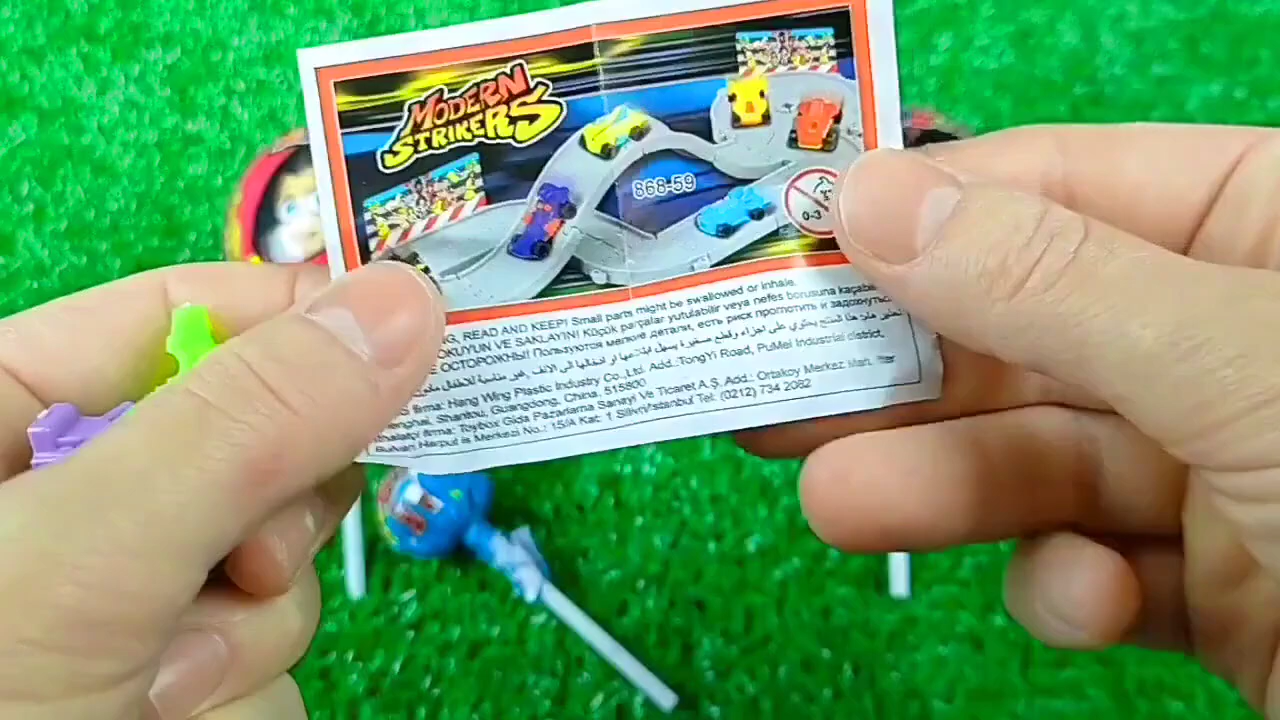 MODERN
STRIKERS
868-59
0-3
READ AND KEEP! Small parts might be swallowed or inhale.
OKUYUN VE SAKLAYIN! Küçük parçalar yutulabilir veya nefes borusuna kaçabi
ОСТОРОЖНЫ! Пользуются мелкие детали, есть риск проглотить и задохнуть
firma: Hang Wing Plastic Industry Co.,Ltd. Add.:TongYi Road, PuMei Industrial district,
Shantou, Guangdong, China. 515800
firma: Toybox Gıda Pazarlama Sanayi Ve Ticaret A.Ş. Add.: Ortaköy Merkez Mah.
Harput is Merkezi No.: 15/A Kat: 1 Silivri/İstanbul Tel: (0212) 734 2082